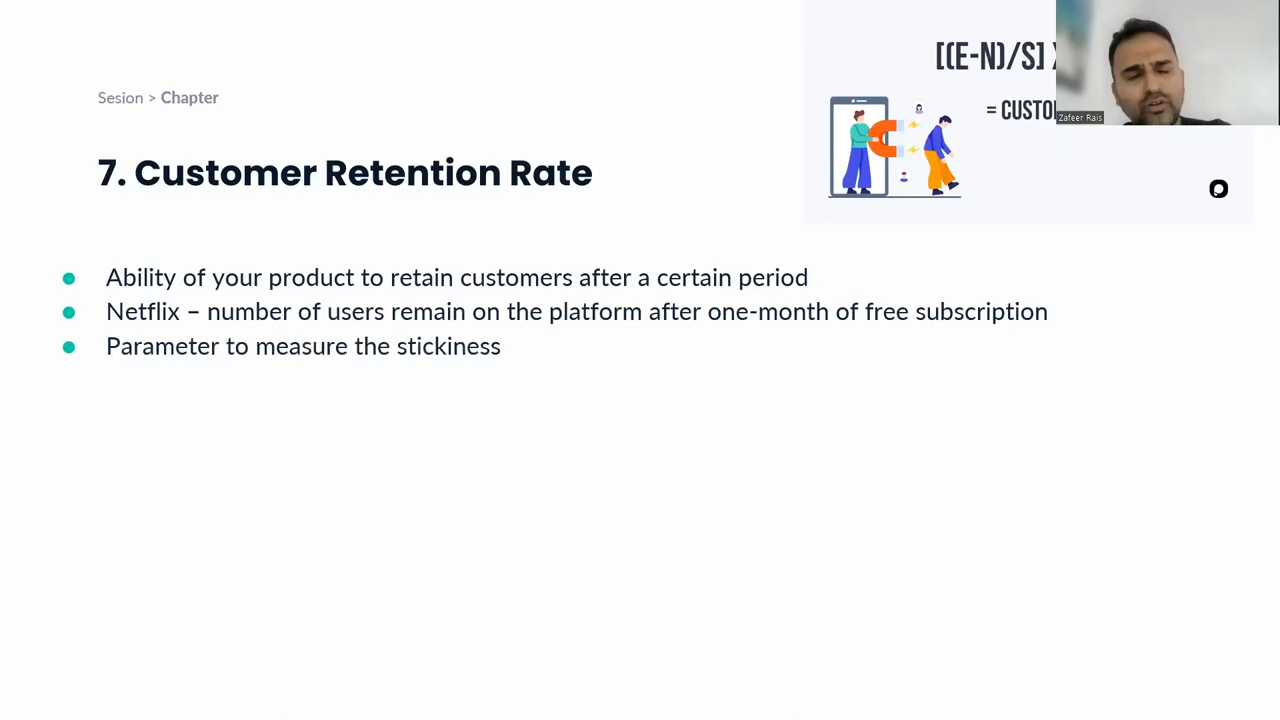 [(E-N)/S]
= CUSTO
Zafeer Rais
Sesion > Chapter
7. Customer Retention Rate
Ability of your product to retain customers after a certain period
Netflix – number of users remain on the platform after one-month of free subscription
Parameter to measure the stickiness